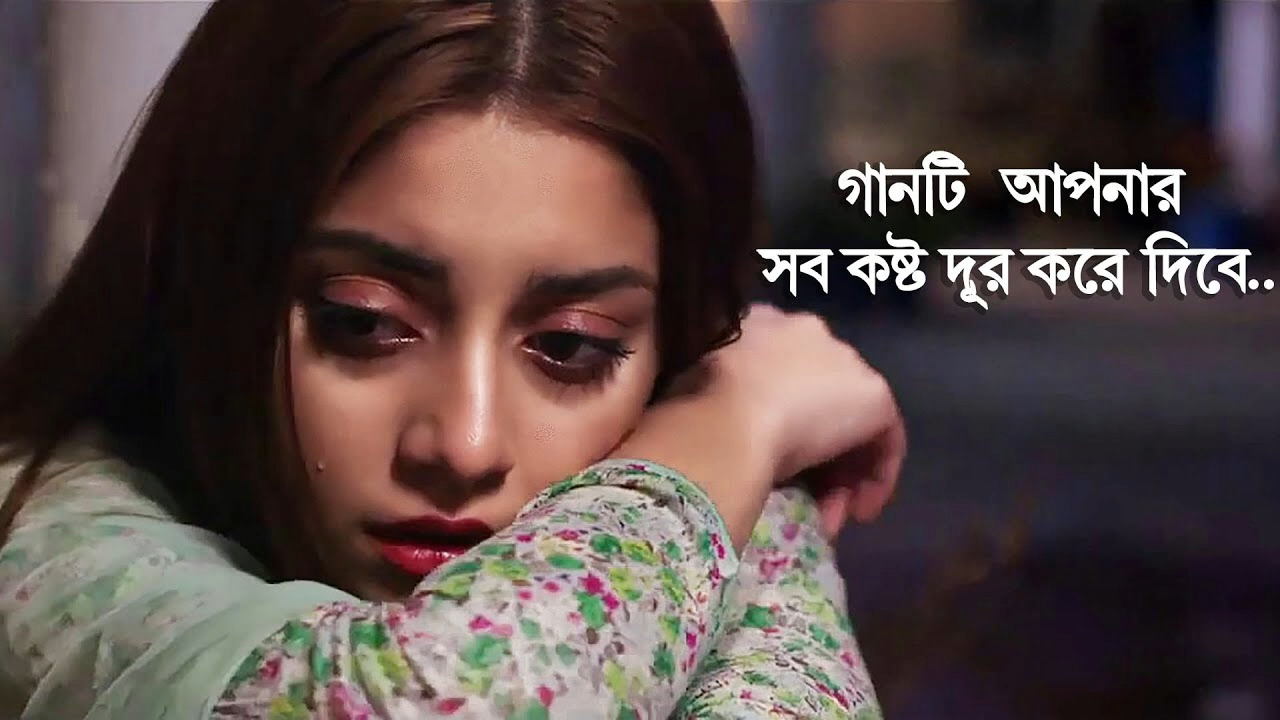 গানটি আপনার
সব কষ্ট দূর করে দিবে..